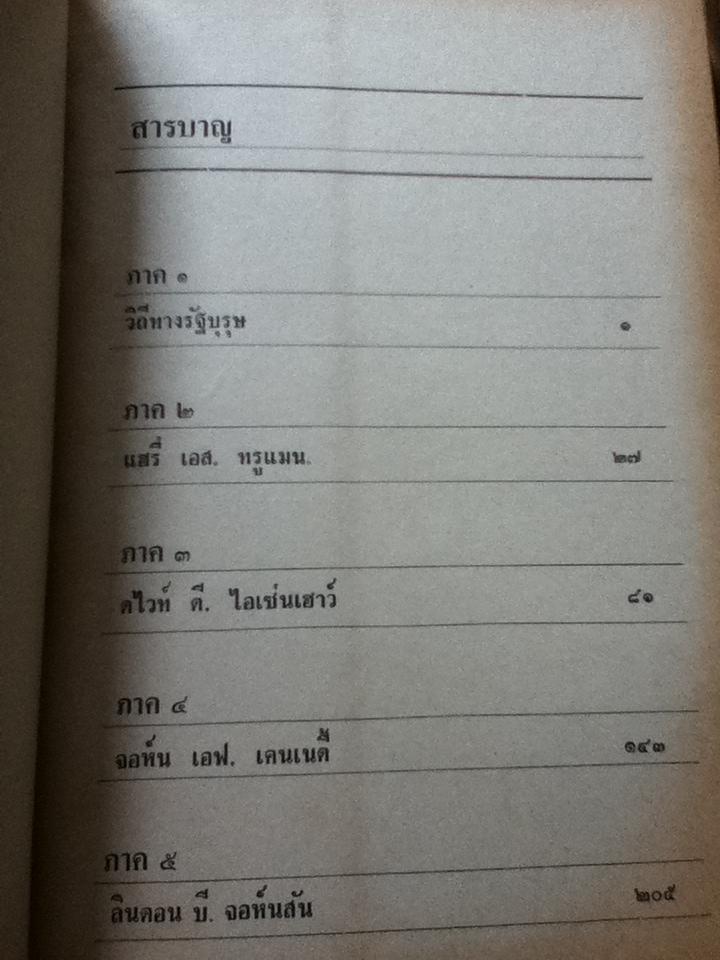 สารบาญ
ภาค ๑
วิถีทางรัฐบุรุษ ๑
ภาค ๒
แฮรี่ เอส. ทรูแมน. ๒๗
ภาค ๓
ดไวท์ ดี. ไอเซ่นเฮาว์ ๘๑
ภาค ๔
จอห์น เอฟ. เคนเนดี้ ๑๔๓
ภาค ๕
ลินดอน บี. จอห์นสัน ๒๐๕